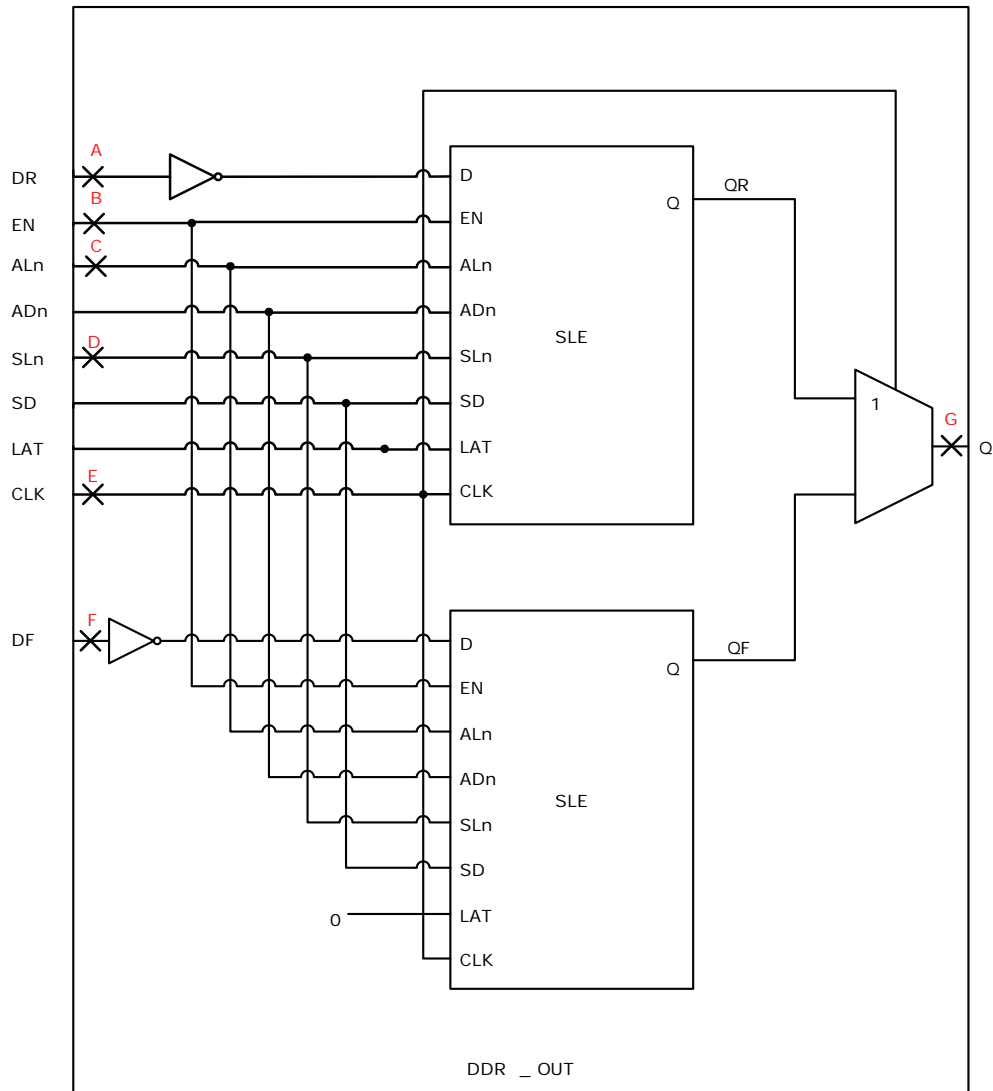 A
DR
D
QR
B
Q
EN
EN
C
ALn
ALn
ADn
ADn
SLE
D
SLn
SLn
SD
SD
1
G
LAT
LAT
Q
E
CLK
CLK
F
DF
D
QF
Q
EN
ALn
ADn
SLE
SLn
SD
0
LAT
CLK
DDR _ OUT